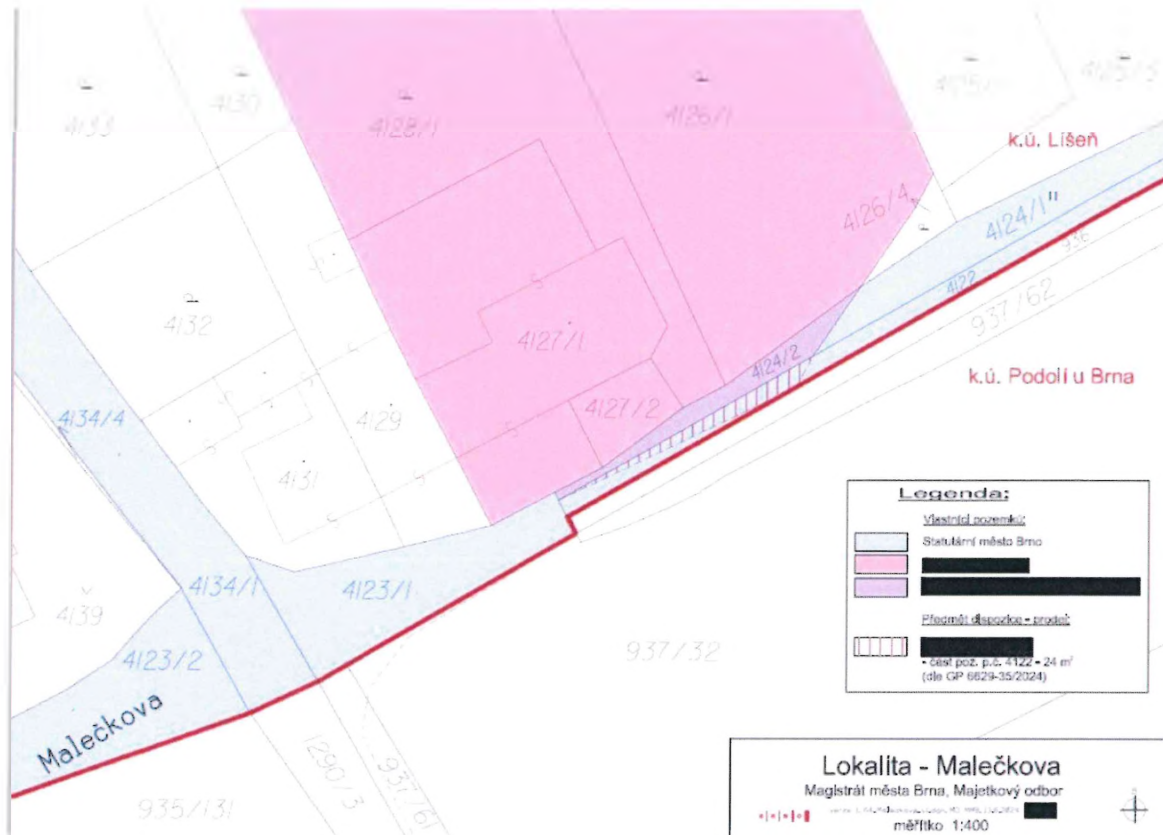 4133
4130
4128/1
4126/1
k.ú. Líšeň
4126/4
4124/1
936
4122
937/62
4132
4127/1
4124/2
k.ú. Podolí u Brna
4134/4
4129
4127/2
4131
Legenda:
Vlastníci pozemků:
Statutární město Brno
Předmět dispozice - prodej:
- část poz. p.č. 4122 - 24 m²
(dle GP 6629-35/2024)
4134/1
4123/1
4139
4123/2
937/32
Malečkova
1290/3
937/61
935/131
Lokalita - Malečkova
Magistrát města Brna, Majetkový odbor
měřítko 1:400